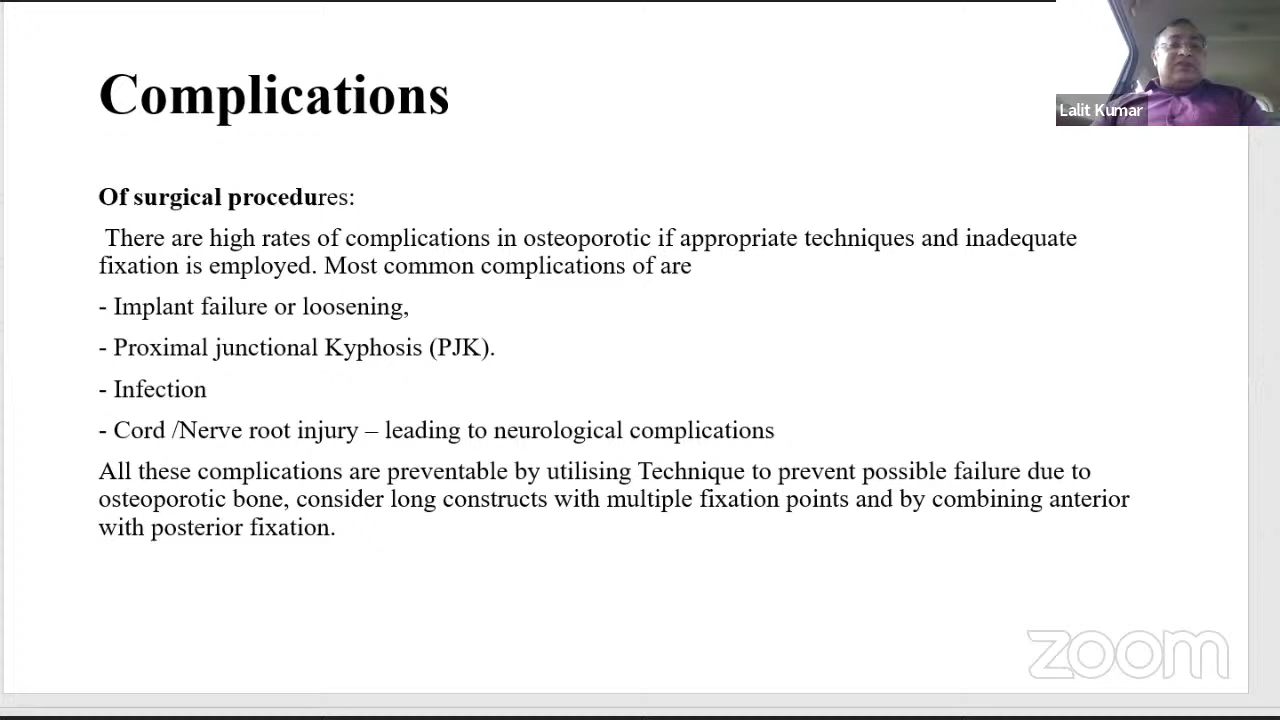 Complications
Lalit Kumar
Of surgical procedures:
There are high rates of complications in osteoporotic if appropriate techniques and inadequate
fixation is employed. Most common complications of are
- Implant failure or loosening,
- Proximal junctional Kyphosis (PJK).
- Infection
- Cord /Nerve root injury – leading to neurological complications
All these complications are preventable by utilising Technique to prevent possible failure due to
osteoporotic bone, consider long constructs with multiple fixation points and by combining anterior
with posterior fixation.
zoom